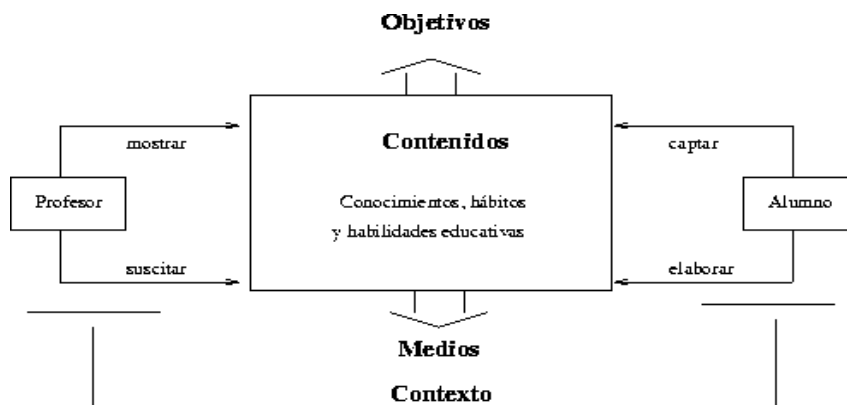 Objetivos
mostrar
Contenidos
captar
Profesor
Conocimientos, hábitos
y habilidades educativas
Alumno
suscitar
elaborar
Medios
Contexto